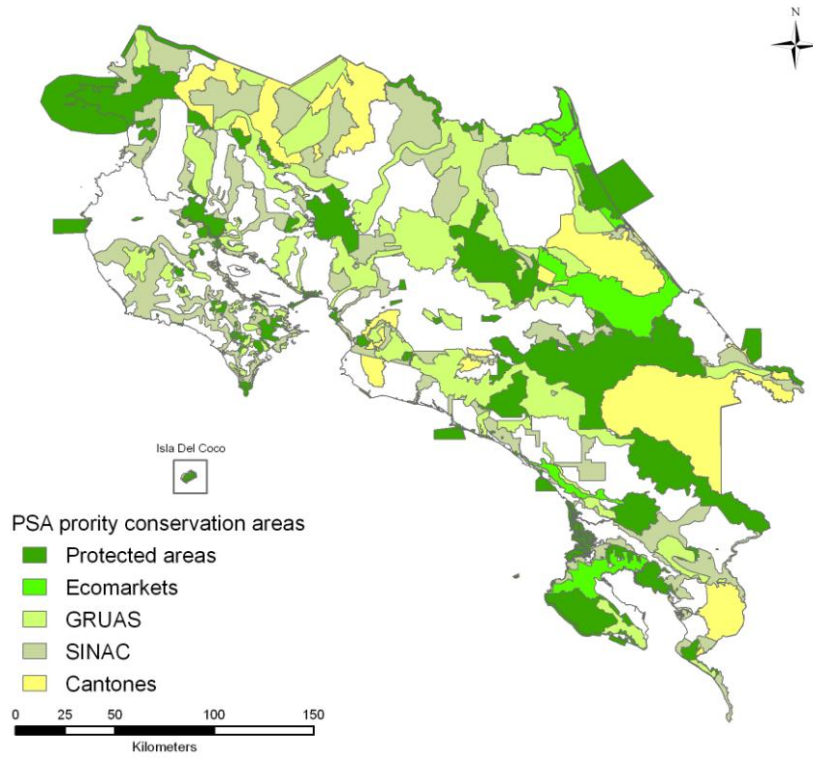 N
Isla Del Coco
PSA prority conservation areas
Protected areas
Ecomarkets
GRUAS
SINAC
Cantones
0 25 50 100 150
Kilometers